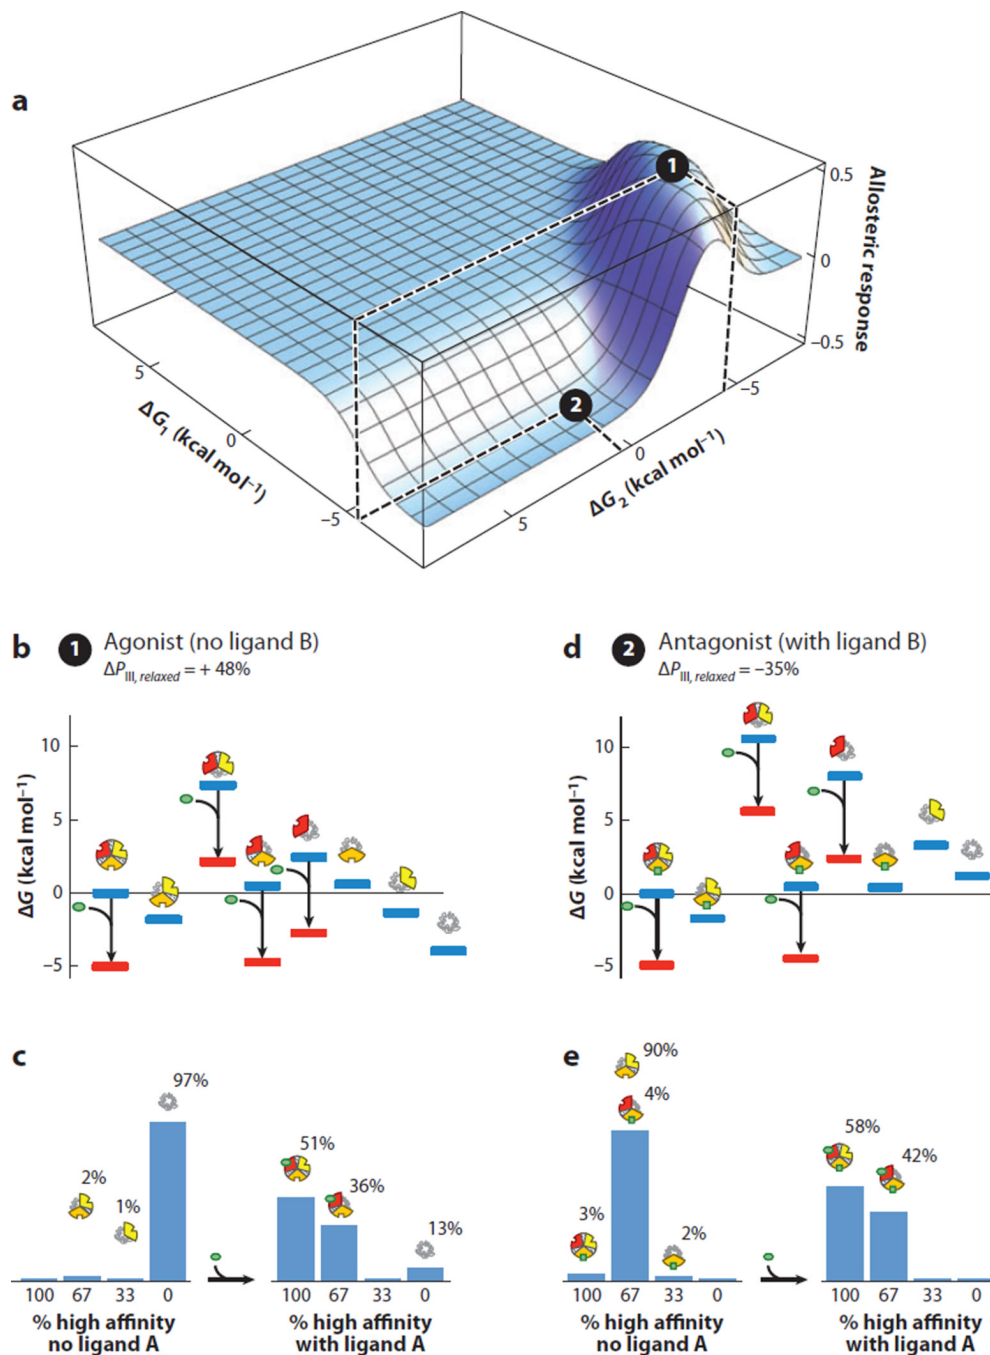 a
1
2
Allosteric response
0.5
0
–0.5
5
0
–5
ΔG₁ (kcal mol⁻¹)
5
0
–5
ΔG₂ (kcal mol⁻¹)
b
1 Agonist (no ligand B)
ΔP_III, relaxed = + 48%
ΔG (kcal mol⁻¹)
10
5
0
–5
d
2 Antagonist (with ligand B)
ΔP_III, relaxed = –35%
ΔG (kcal mol⁻¹)
10
5
0
–5
c
2%
1%
97%
100 67 33 0
% high affinity
no ligand A
51%
36%
13%
100 67 33 0
% high affinity
with ligand A
e
3%
90%
4%
2%
100 67 33 0
% high affinity
no ligand A
58%
42%
100 67 33 0
% high affinity
with ligand A